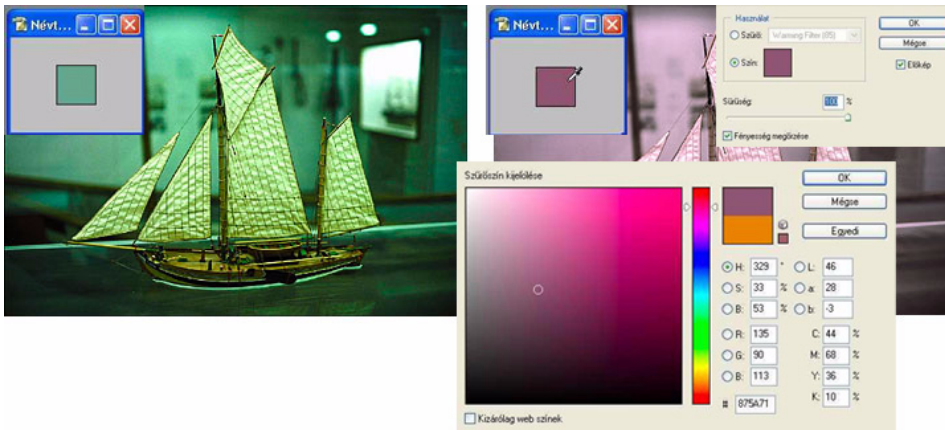 Névt...
Névt...
Használat
Szűrő: Warming Filter (85)
Szín:
OK
Mégse
Előkép
Sűrűség: 100 %
Fényesség megőrzése
Szűrőszín kijelölése
OK
Mégse
Egyedi
H: 329 °
L: 46
S: 33 %
a: 28
B: 53 %
b: -3
R: 135
C: 44 %
G: 90
M: 68 %
B: 113
Y: 36 %
# 875A71
K: 10 %
Kizárólag web színek